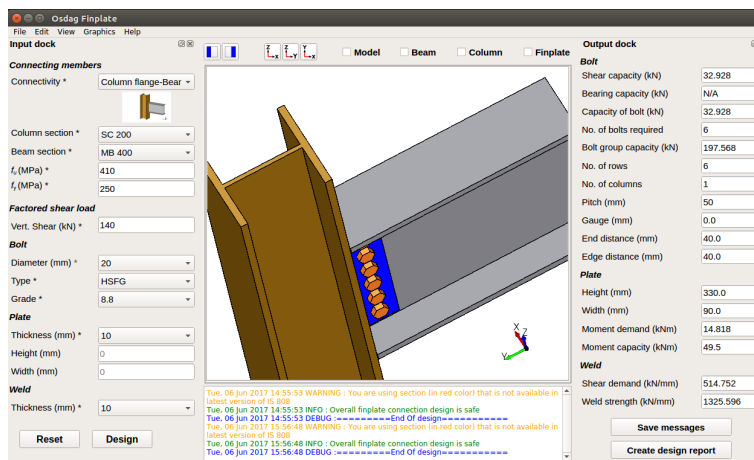 Osdag Finplate
File Edit View Graphics Help
Input dock
Connecting members
Connectivity * Column flange-Bear
Column section * SC 200
Beam section * MB 400
fu (MPa) * 410
fy (MPa) * 250
Factored shear load
Vert. Shear (kN) * 140
Bolt
Diameter (mm) * 20
Type * HSFG
Grade * 8.8
Plate
Thickness (mm) * 10
Height (mm) 0
Width (mm) 0
Weld
Thickness (mm) * 10
Reset Design
Z X Z Y Y X
Model Beam Column Finplate
X Z Y
Tue, 06 Jun 2017 14:55:53 WARNING : You are using section (in red color) that is not available in
latest version of IS 808
Tue, 06 Jun 2017 14:55:53 INFO : Overall finplate connection design is safe
Tue, 06 Jun 2017 14:55:53 DEBUG :=========End Of design===========
Tue, 06 Jun 2017 15:56:48 WARNING : You are using section (in red color) that is not available in
latest version of IS 808
Tue, 06 Jun 2017 15:56:48 INFO : Overall finplate connection design is safe
Tue, 06 Jun 2017 15:56:48 DEBUG :=========End Of design===========
Output dock
Bolt
Shear capacity (kN) 32.928
Bearing capacity (kN) N/A
Capacity of bolt (kN) 32.928
No. of bolts required 6
Bolt group capacity (kN) 197.568
No. of rows 6
No. of columns 1
Pitch (mm) 50
Gauge (mm) 0.0
End distance (mm) 40.0
Edge distance (mm) 40.0
Plate
Height (mm) 330.0
Width (mm) 90.0
Moment demand (kNm) 14.818
Moment capacity (kNm) 49.5
Weld
Shear demand (kN/mm) 514.752
Weld strength (kN/mm) 1325.596
Save messages
Create design report